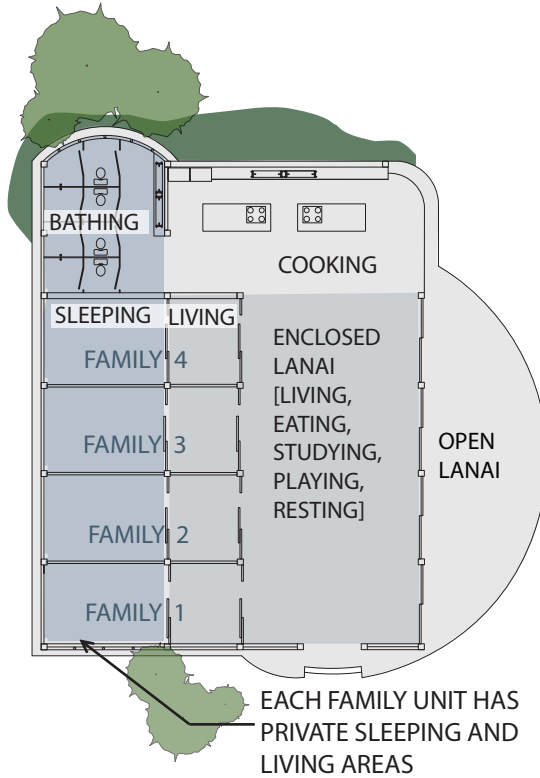 BATHING
COOKING
SLEEPING
LIVING
FAMILY 4
FAMILY 3
FAMILY 2
FAMILY 1
ENCLOSED
LANAI
[LIVING,
EATING,
STUDYING,
PLAYING,
RESTING]
OPEN
LANAI
EACH FAMILY UNIT HAS
PRIVATE SLEEPING AND
LIVING AREAS